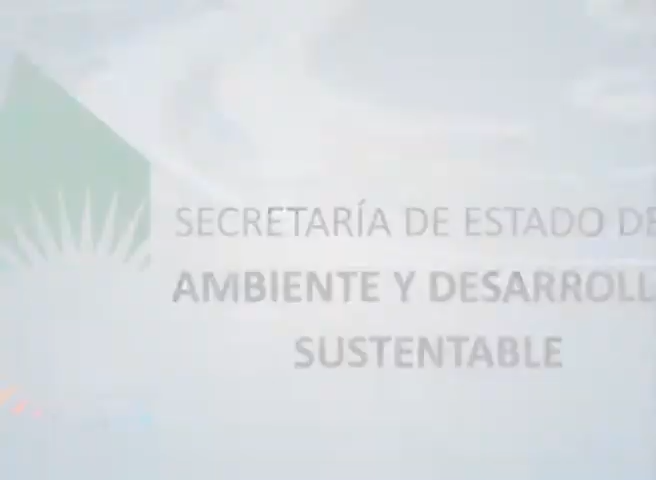 SECRETARÍA DE ESTADO DE
AMBIENTE Y DESARROLL
SUSTENTABLE